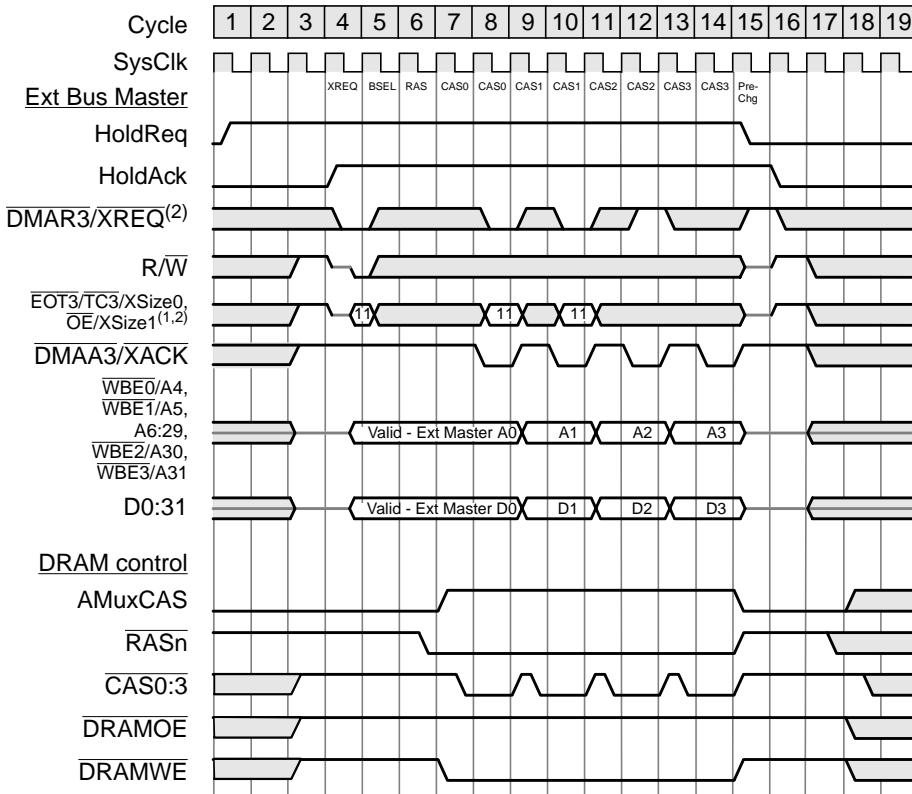 Cycle 1 2 3 4 5 6 7 8 9 10 11 12 13 14 15 16 17 18 19
SysClk
XREQ BSEL RAS CAS0 CAS0 CAS1 CAS1 CAS2 CAS2 CAS3 CAS3 Pre-
Chg
Ext Bus Master
HoldReq
HoldAck
DMAR3/XREQ(2)
R/W
EOT3/TC3/XSize0,
OE/XSize1(1,2)
11 11 11
DMAA3/XACK
WBE0/A4,
WBE1/A5,
A6:29,
WBE2/A30,
WBE3/A31
Valid - Ext Master A0 A1 A2 A3
D0:31
Valid - Ext Master D0 D1 D2 D3
DRAM control
AMuxCAS
RASn
CAS0:3
DRAMOE
DRAMWE